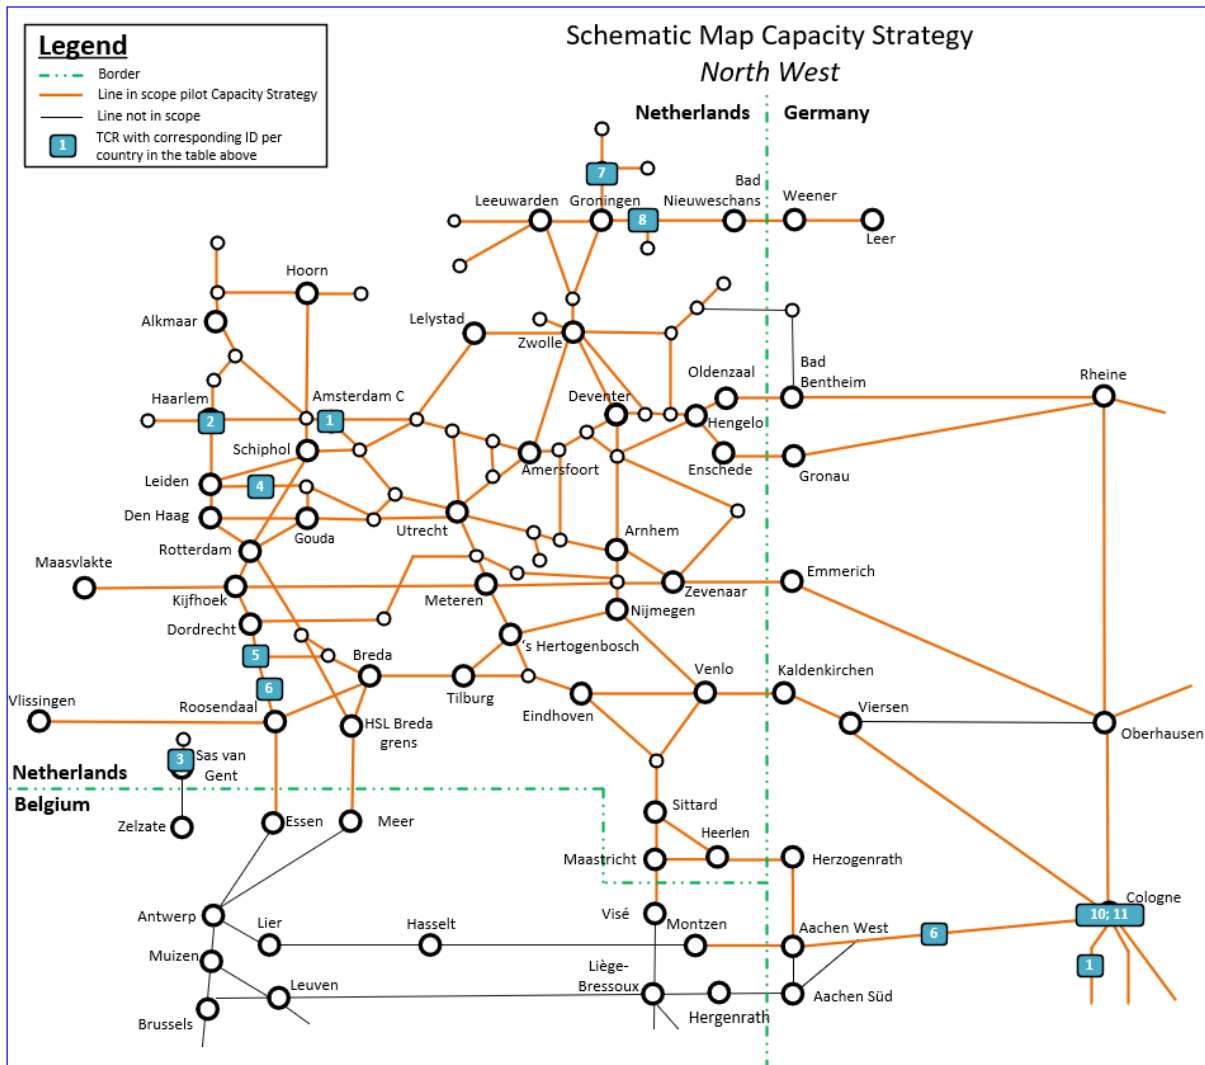 Schematic Map Capacity Strategy
North West
Legend
Border
Line in scope pilot Capacity Strategy
Line not in scope
1
TCR with corresponding ID per
country in the table above
Netherlands
Germany
7
Leeuwarden
Groningen
8
Bad
Nieuweschans
Weener
Leer
Hoorn
Alkmaar
Lelystad
Zwolle
Oldenzaal
Bad
Bentheim
Rheine
Haarlem
2
Amsterdam C
1
Deventer
Hengelo
Schiphol
Amersfoort
Enschede
Gronau
Leiden
4
Den Haag
Gouda
Utrecht
Arnhem
Rotterdam
Maasvlakte
Kijfhoek
Meteren
Zevenaar
Emmerich
Nijmegen
Dordrecht
's Hertogenbosch
5
Breda
6
Tilburg
Venlo
Kaldenkirchen
Vlissingen
Roosendaal
HSL Breda
grens
Eindhoven
Viersen
Oberhausen
3
Sas van
Gent
Netherlands
Belgium
Zelzate
Essen
Meer
Sittard
Heerlen
Maastricht
Herzogenrath
Antwerp
Lier
Hasselt
Visé
Montzen
Aachen West
6
10; 11
Cologne
1
Muizen
Leuven
Liège-
Bressoux
Hergenrath
Aachen Süd
Brussels